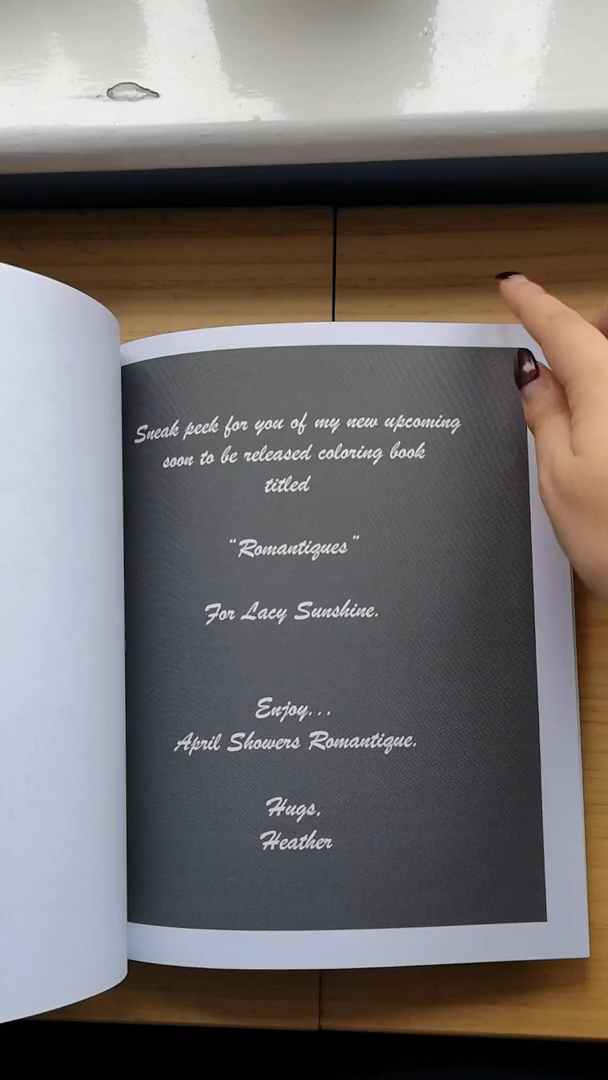 Sneak peek for you of my new upcoming
soon to be released coloring book
titled
“Romantiques”
For Lacy Sunshine.
Enjoy...
April Showers Romantique.
Hugs,
Heather